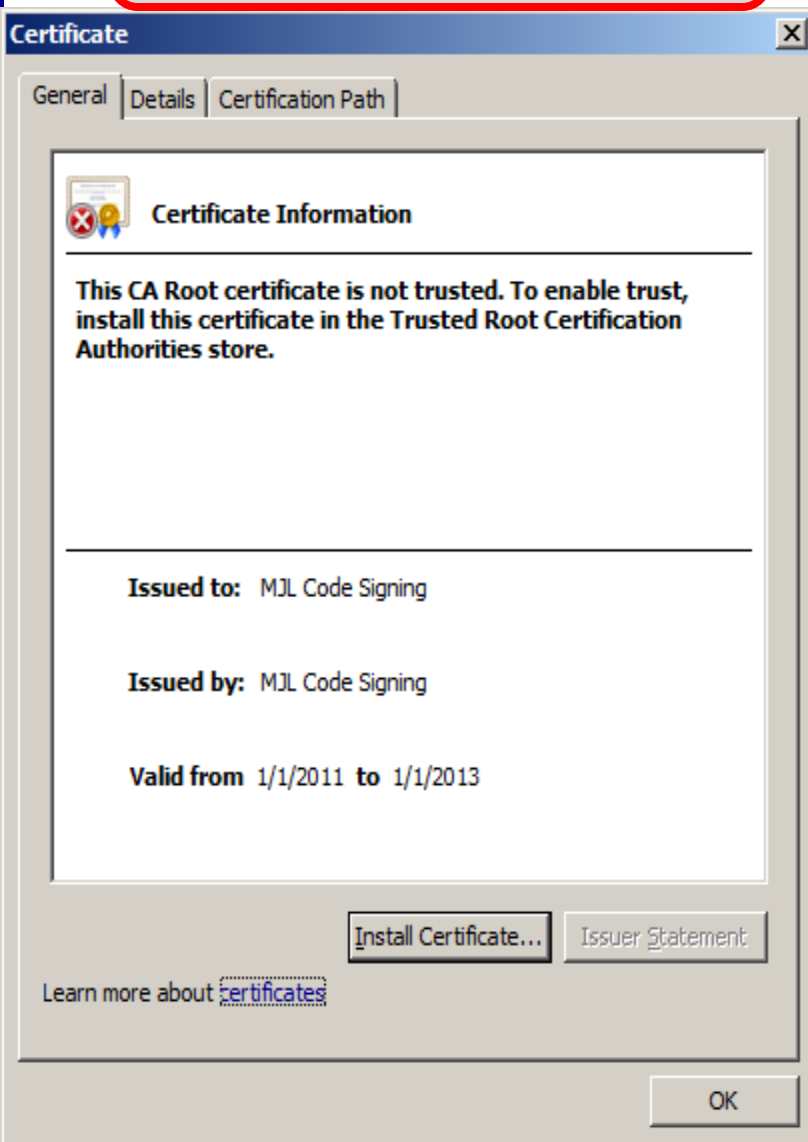 Certificate
General Details Certification Path
Certificate Information
This CA Root certificate is not trusted. To enable trust,
install this certificate in the Trusted Root Certification
Authorities store.
Issued to: MJL Code Signing
Issued by: MJL Code Signing
Valid from 1/1/2011 to 1/1/2013
Install Certificate... Issuer Statement
Learn more about certificates
OK